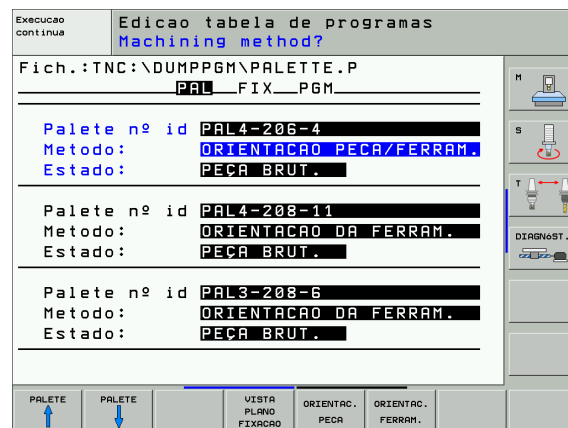 Execucao
continua
Edicao tabela de programas
Machining method?
Fich.:TNC:\DUMPPGM\PALETTE.P
PAL FIX PGM
Palete nº id PAL4-206-4
Metodo: ORIENTACAO PECA/FERRAM.
Estado: PEÇA BRUT.
Palete nº id PAL4-208-11
Metodo: ORIENTACAO DA FERRAM.
Estado: PEÇA BRUT.
Palete nº id PAL3-208-6
Metodo: ORIENTACAO DA FERRAM.
Estado: PEÇA BRUT.
M
S
T
DIAGNóST.
PALETE
PALETE
VISTA
PLANO
FIXACAO
ORIENTAC.
PECA
ORIENTAC.
FERRAM.